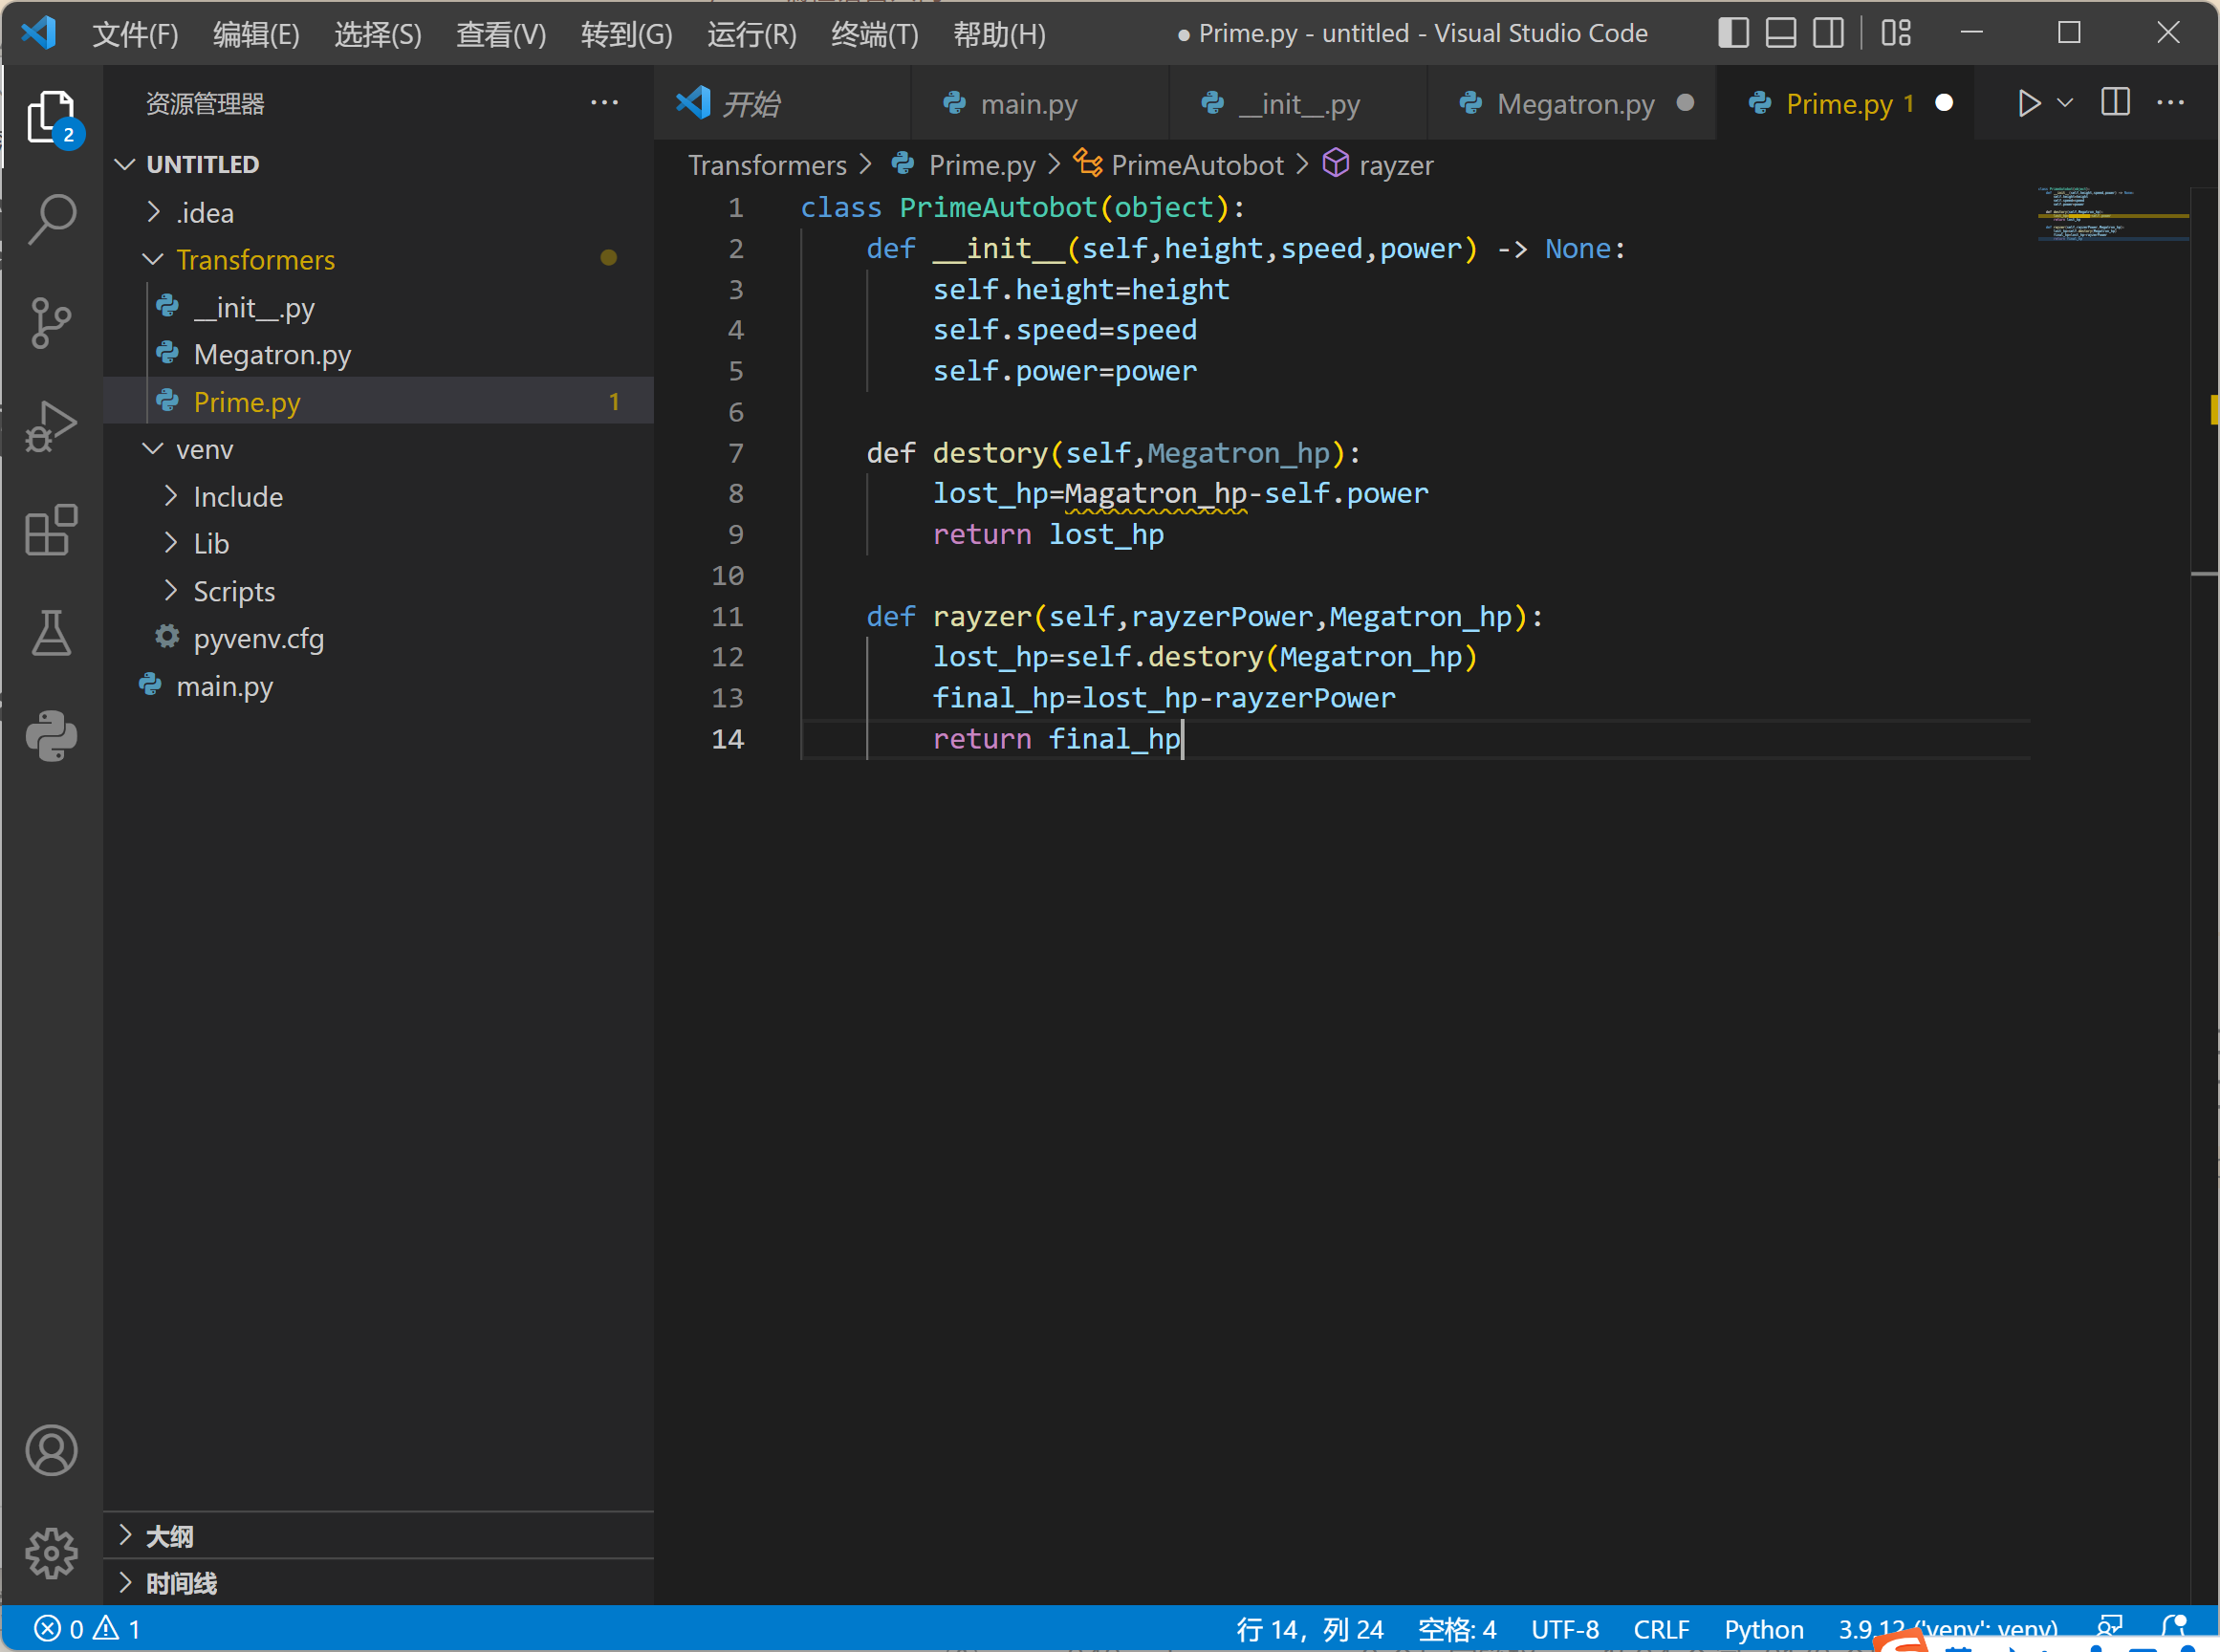 文件(F) 编辑(E) 选择(S) 查看(V) 转到(G) 运行(R) 终端(T) 帮助(H) ● Prime.py - untitled - Visual Studio Code
资源管理器
开始 main.py __init__.py Megatron.py Prime.py 1
2
UNTITLED
.idea
Transformers
__init__.py
Megatron.py
Prime.py 1
venv
Include
Lib
Scripts
pyvenv.cfg
main.py
Transformers > Prime.py > PrimeAutobot > rayzer
1 class PrimeAutobot(object):
2     def __init__(self,height,speed,power) -> None:
3         self.height=height
4         self.speed=speed
5         self.power=power
6
7     def destory(self,Megatron_hp):
8         lost_hp=Magatron_hp-self.power
9         return lost_hp
10
11     def rayzer(self,rayzerPower,Megatron_hp):
12         lost_hp=self.destory(Megatron_hp)
13         final_hp=lost_hp-rayzerPower
14         return final_hp
大纲
时间线
0 1 行 14，列 24 空格: 4 UTF-8 CRLF Python 3.9.12 ('venv': venv)